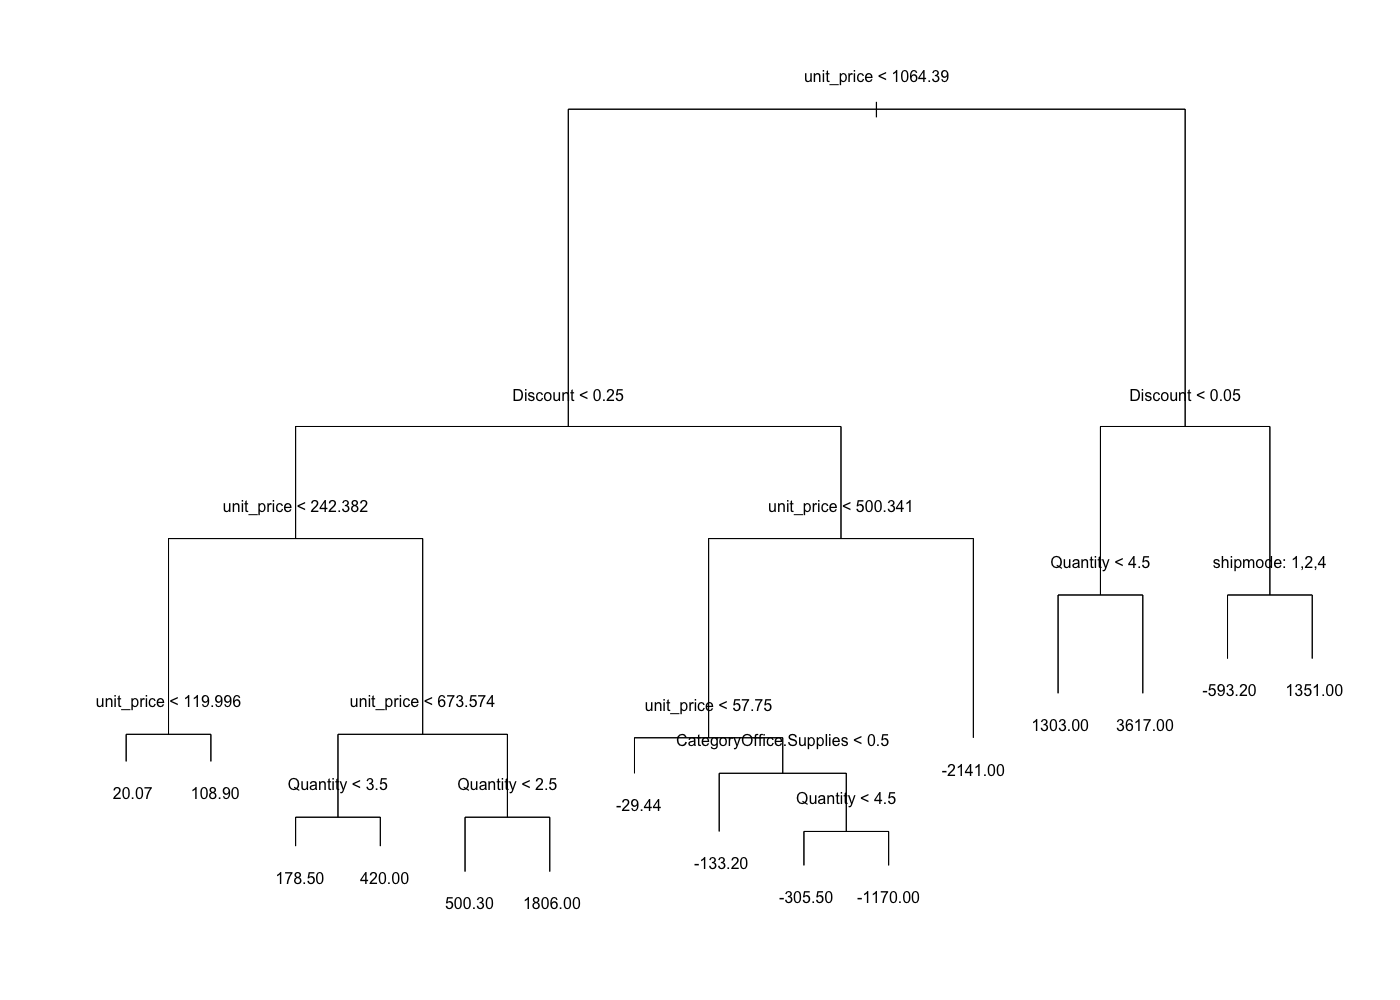 unit_price < 1064.39
Discount < 0.25
Discount < 0.05
unit_price < 242.382
unit_price < 500.341
Quantity < 4.5
shipmode: 1,2,4
unit_price < 119.996
unit_price < 673.574
unit_price < 57.75
-593.20
1351.00
1303.00
3617.00
CategoryOffice.Supplies < 0.5
-2141.00
Quantity < 3.5
Quantity < 2.5
20.07
108.90
-29.44
Quantity < 4.5
-133.20
178.50
420.00
500.30
1806.00
-305.50
-1170.00